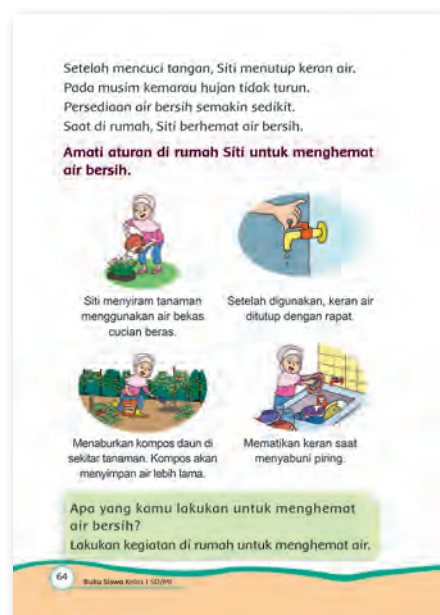 Setelah mencuci tangan, Siti menutup keran air.
Pada musim kemarau hujan tidak turun.
Persediaan air bersih semakin sedikit.
Saat di rumah, Siti berhemat air bersih.
Amati aturan di rumah Siti untuk menghemat
air bersih.
Siti menyiram tanaman
menggunakan air bekas
cucian beras.
Setelah digunakan, keran air
ditutup dengan rapat.
Menaburkan kompos daun di
sekitar tanaman. Kompos akan
menyimpan air lebih lama.
Mematikan keran saat
menyabuni piring.
Apa yang kamu lakukan untuk menghemat
air bersih?
Lakukan kegiatan di rumah untuk menghemat air.
64
Buku Siswa Kelas I SD/MI